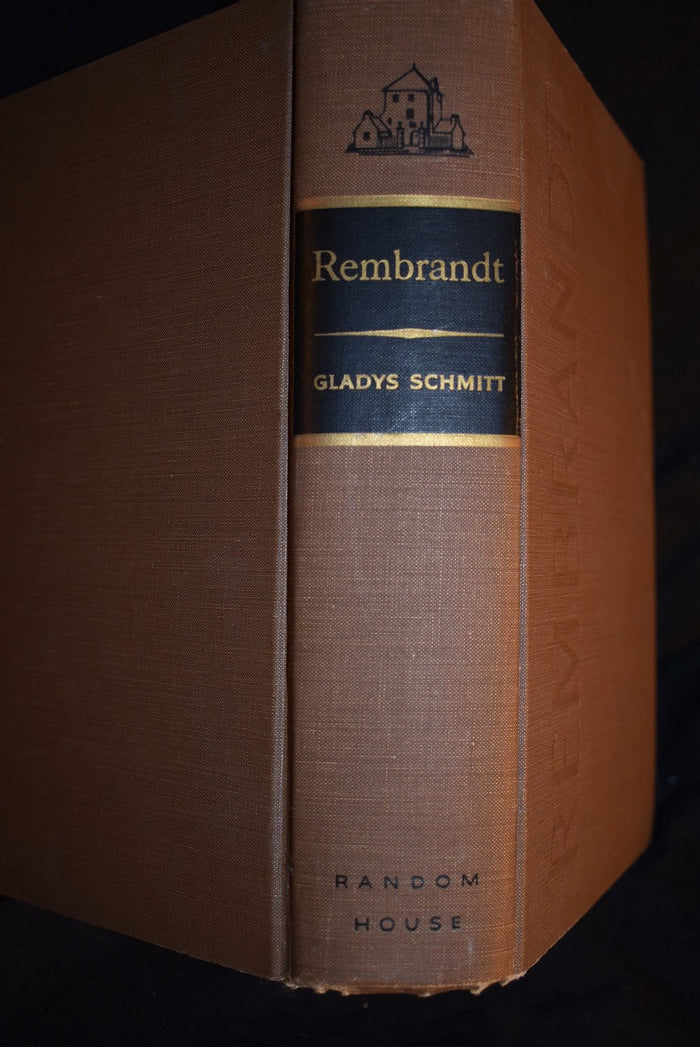 Rembrandt
GLADYS SCHMITT
RANDOM
HOUSE
REMBRANDT